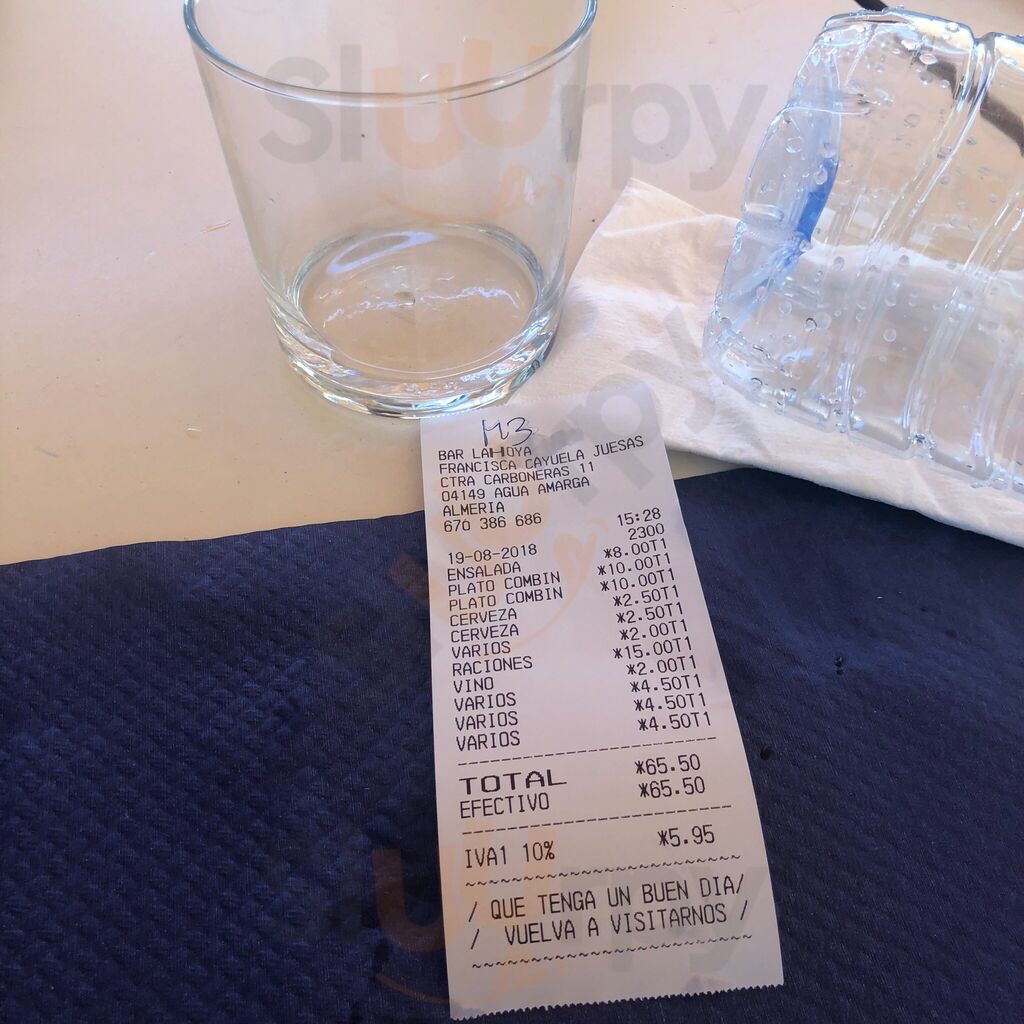 Sluurpy
M3
BAR LAHOYA
FRANCISCA CAYUELA JUESAS
CTRA CARBONERAS 11
04149 AGUA AMARGA
ALMERIA
670 386 686 15:28
2300
19-08-2018
ENSALADA *8.00T1
PLATO COMBIN *10.00T1
PLATO COMBIN *10.00T1
CERVEZA *2.50T1
CERVEZA *2.50T1
VARIOS *2.00T1
RACIONES *15.00T1
VINO *2.00T1
VARIOS *4.50T1
VARIOS *4.50T1
VARIOS *4.50T1
TOTAL *65.50
EFECTIVO *65.50
IVA1 10% *5.95
/ QUE TENGA UN BUEN DIA/
/ VUELVA A VISITARNOS /